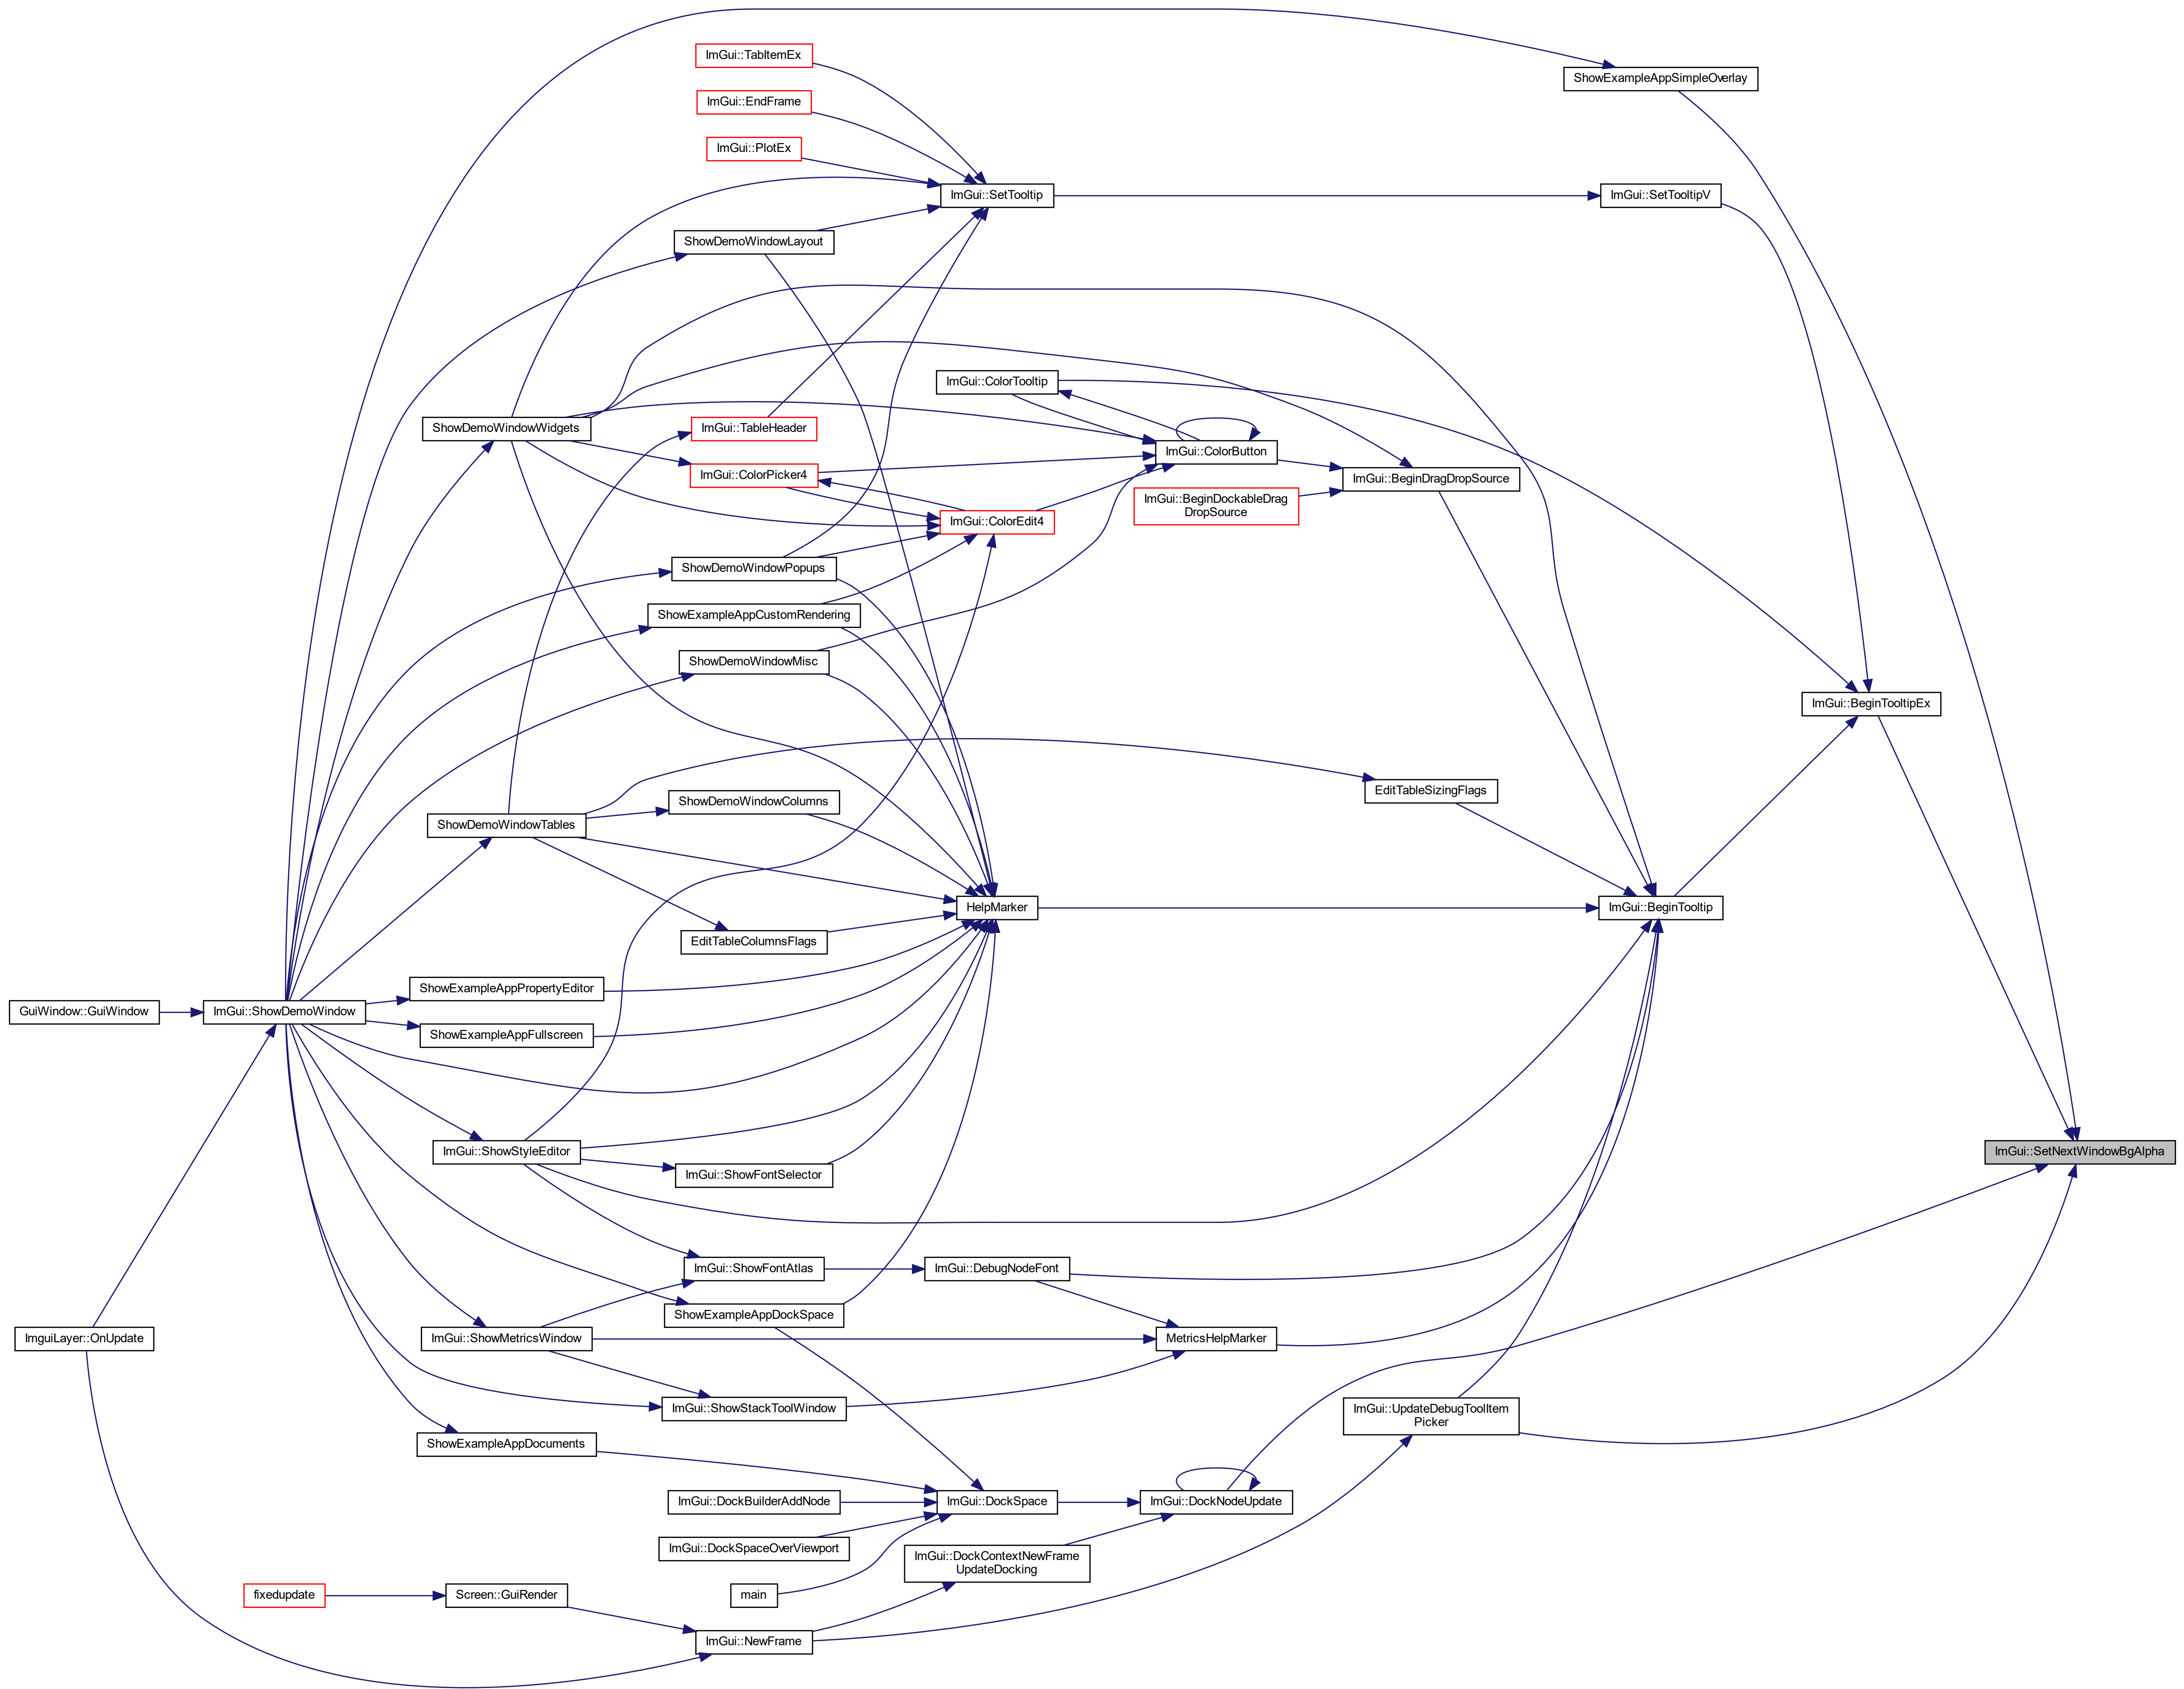 ImGui::TabItemEx
ShowExampleAppSimpleOverlay
ImGui::EndFrame
ImGui::PlotEx
ImGui::SetTooltip
ImGui::SetTooltipV
ShowDemoWindowLayout
ImGui::ColorTooltip
ShowDemoWindowWidgets
ImGui::TableHeader
ImGui::ColorButton
ImGui::ColorPicker4
ImGui::BeginDragDropSource
ImGui::BeginDockableDrag
DropSource
ImGui::ColorEdit4
ShowDemoWindowPopups
ShowExampleAppCustomRendering
ShowDemoWindowMisc
ImGui::BeginTooltipEx
EditTableSizingFlags
ShowDemoWindowColumns
ShowDemoWindowTables
HelpMarker
ImGui::BeginTooltip
EditTableColumnsFlags
ShowExampleAppPropertyEditor
GuiWindow::GuiWindow
ImGui::ShowDemoWindow
ShowExampleAppFullscreen
ImGui::ShowStyleEditor
ImGui::SetNextWindowBgAlpha
ImGui::ShowFontSelector
ImGui::ShowFontAtlas
ImGui::DebugNodeFont
ShowExampleAppDockSpace
ImguiLayer::OnUpdate
ImGui::ShowMetricsWindow
MetricsHelpMarker
ImGui::ShowStackToolWindow
ImGui::UpdateDebugToolItem
Picker
ShowExampleAppDocuments
ImGui::DockBuilderAddNode
ImGui::DockSpace
ImGui::DockNodeUpdate
ImGui::DockSpaceOverViewport
ImGui::DockContextNewFrame
UpdateDocking
main
fixedupdate
Screen::GuiRender
ImGui::NewFrame